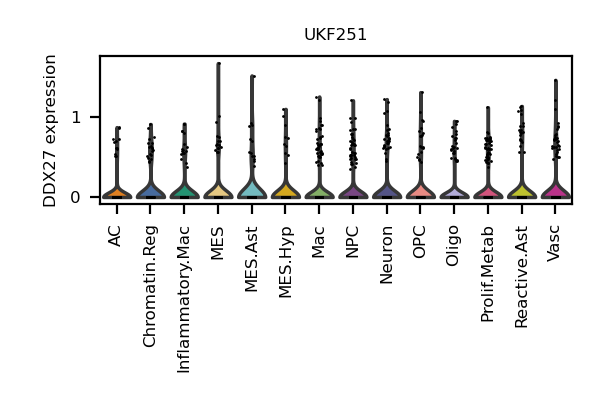 UKF251
DDX27 expression
1
0
AC
Chromatin.Reg
Inflammatory.Mac
MES
MES.Ast
MES.Hyp
Mac
NPC
Neuron
OPC
Oligo
Prolif.Metab
Reactive.Ast
Vasc